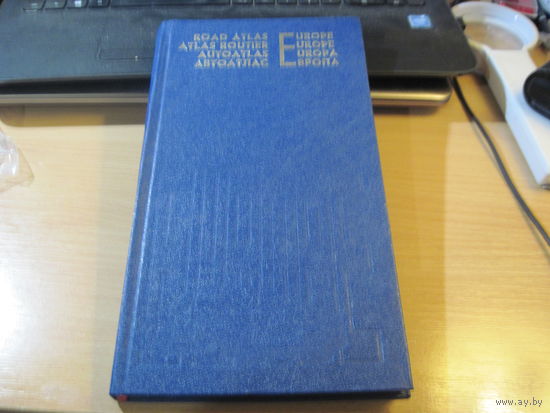 ROAD ATLAS EUROPE
ATLAS ROUTIER EUROPE
AUTOATLAS EUROPA
АВТОАТЛАС ЕВРОПА
www.ay.by